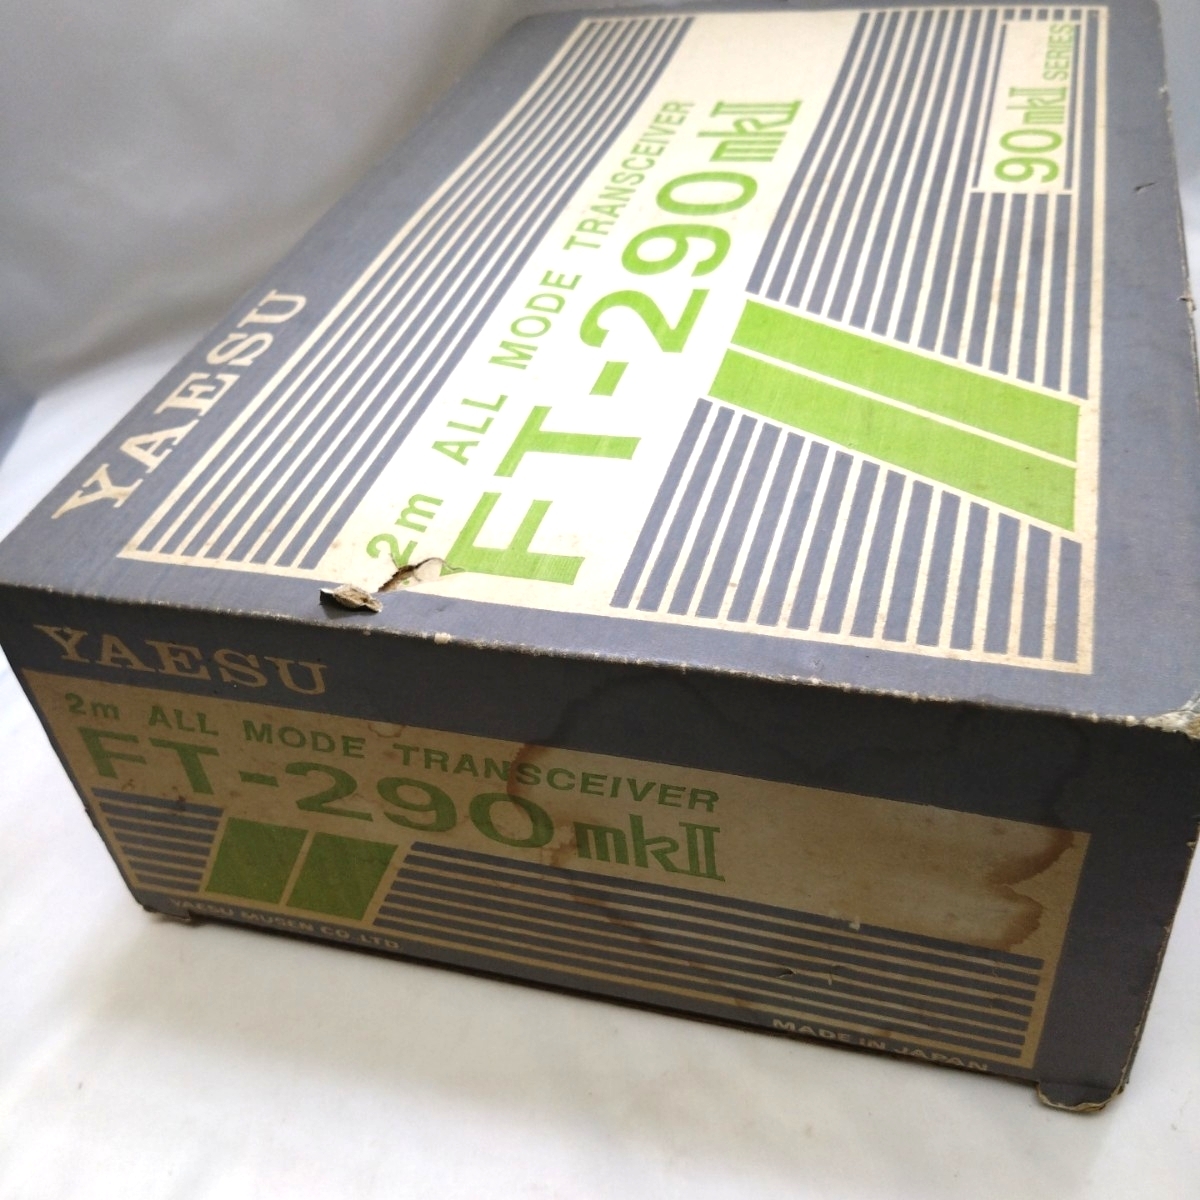 YAESU
2m ALL MODE TRANSCEIVER
FT-290mkII
90mkII SERIES
YAESU
2m ALL MODE TRANSCEIVER
FT-290mkII
YAESU MUSEN CO. LTD.
MADE IN JAPAN